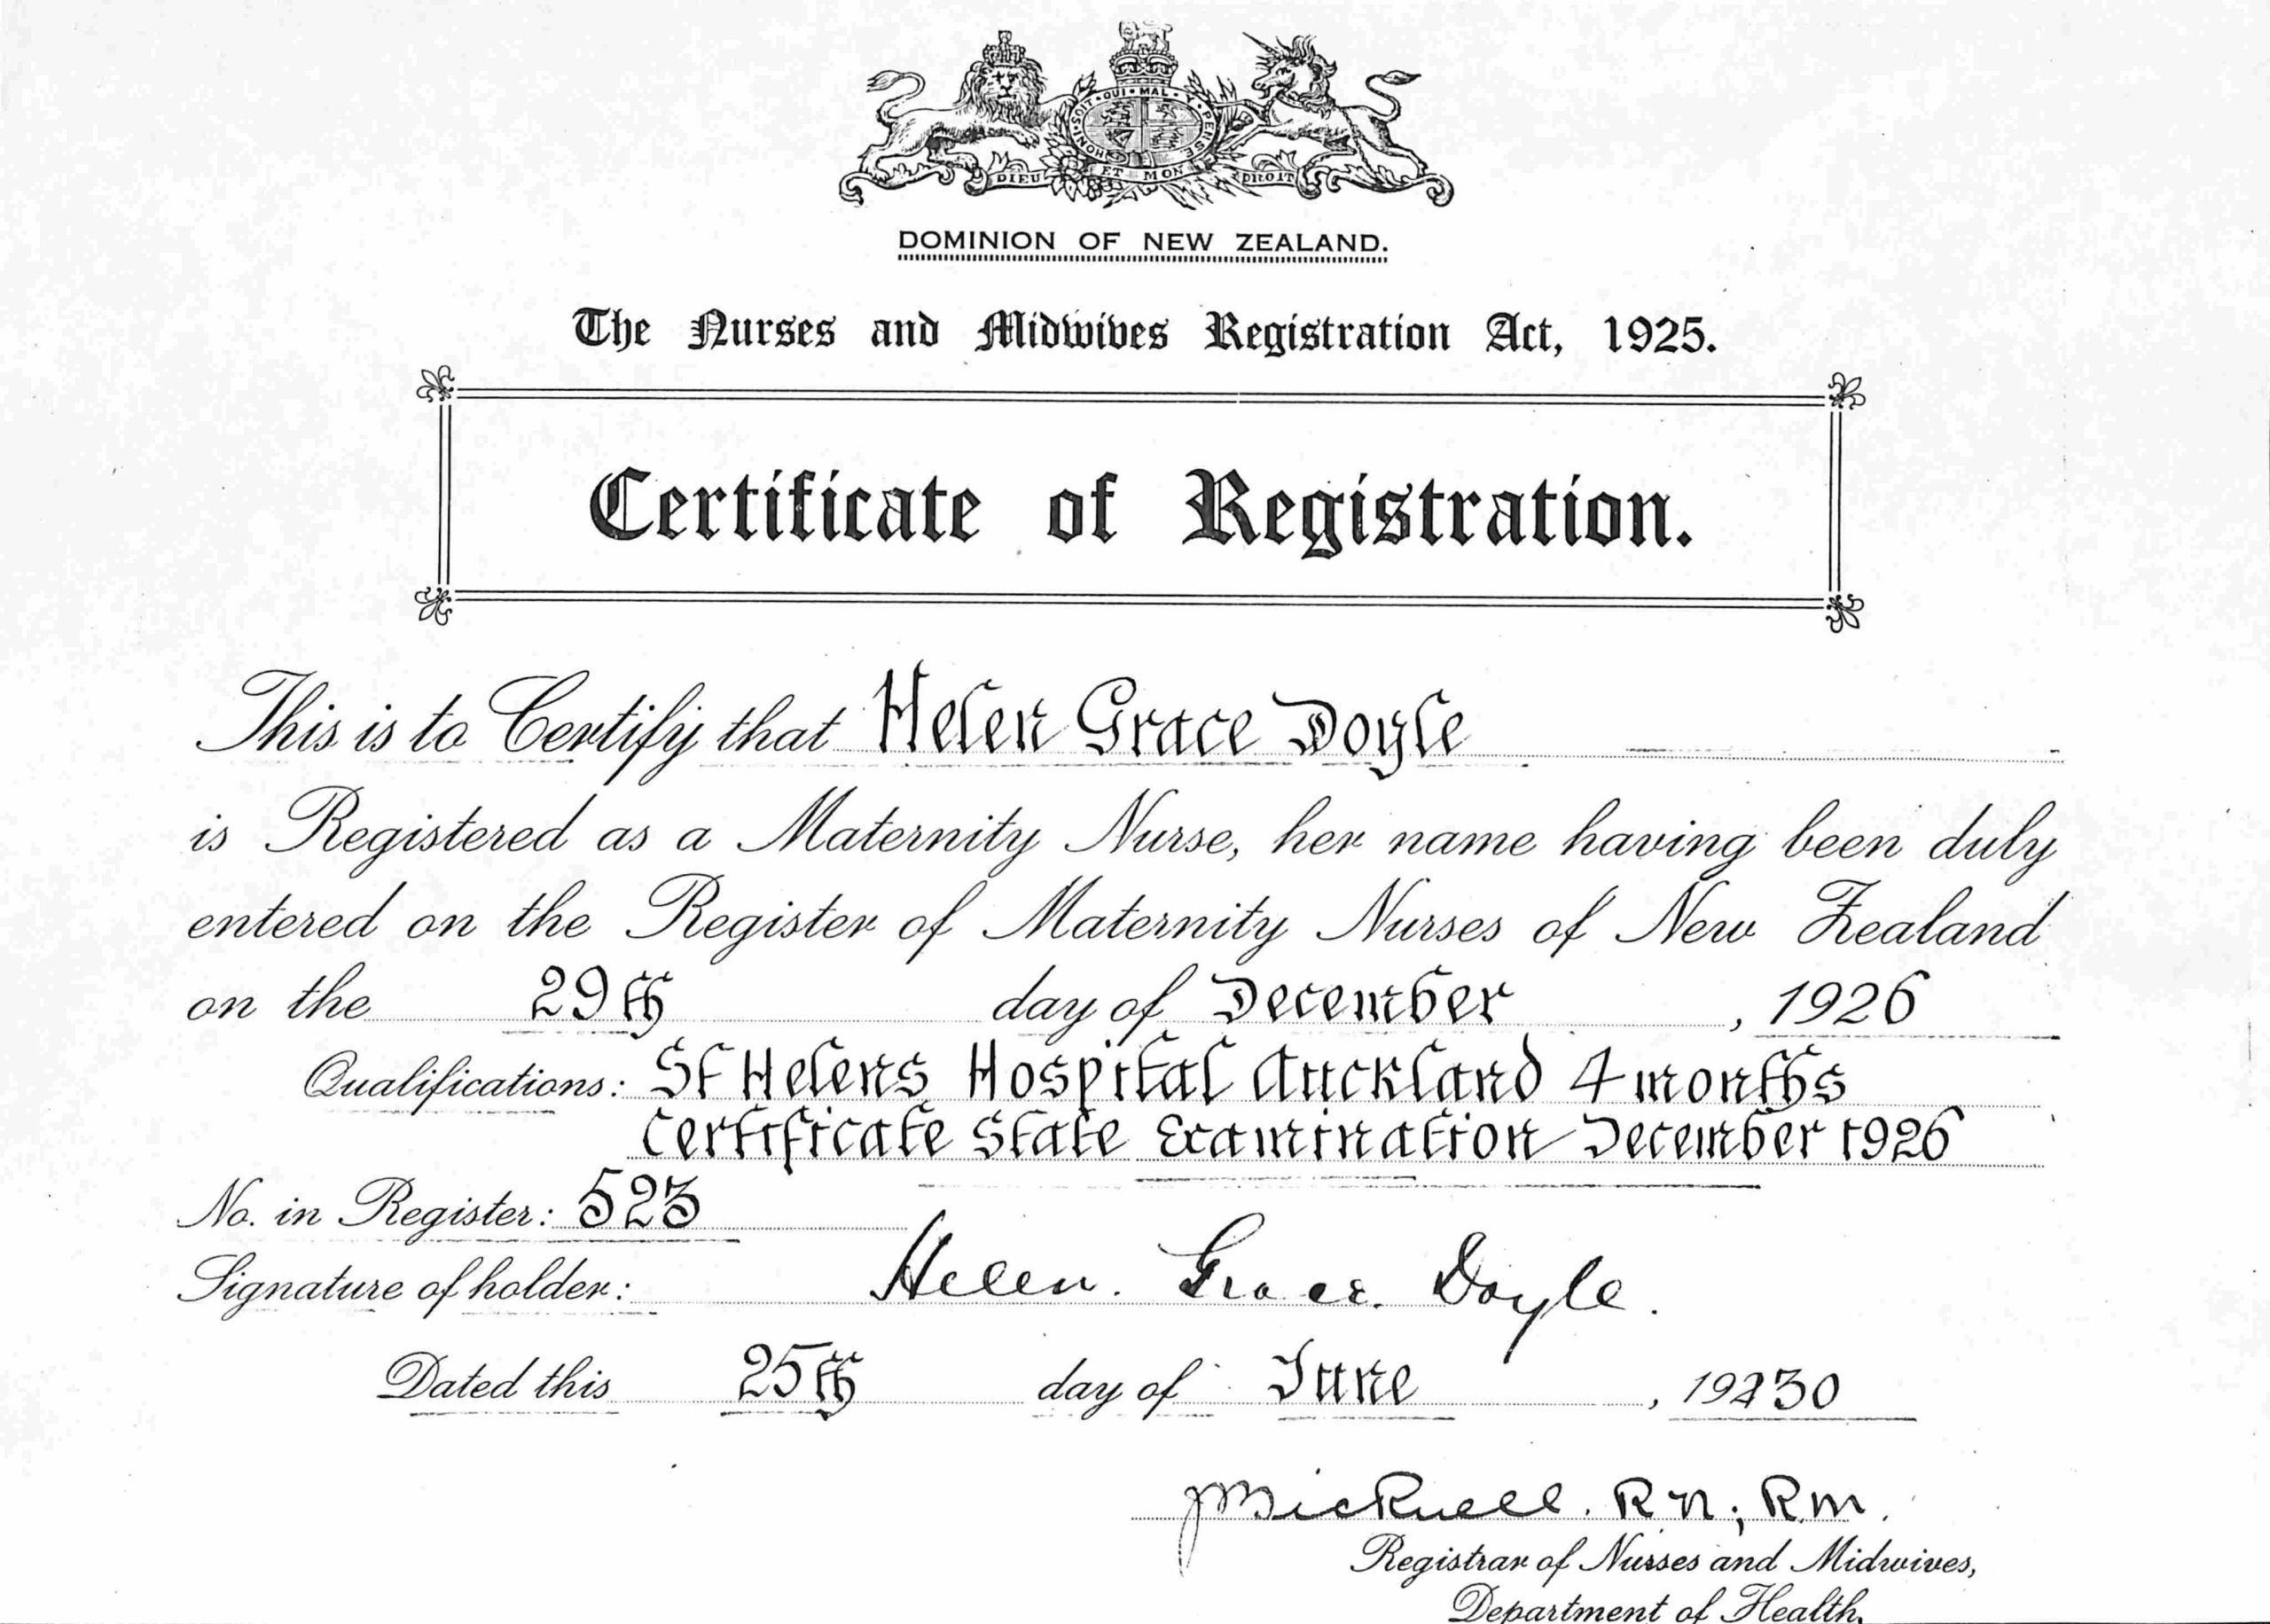 HONI • SOIT • QUI • MAL • Y • PENSE
DIEU ET MON DROIT
DOMINION OF NEW ZEALAND.
The Nurses and Midwives Registration Act, 1925.
Certificate of Registration.
This is to Certify that Helen Grace Doyle
is Registered as a Maternity Nurse, her name having been duly
entered on the Register of Maternity Nurses of New Zealand
on the 29th day of December, 1926
Qualifications: St Helens Hospital Auckland 4 months
Certificate State Examination December 1926
No. in Register: 523
Signature of holder: Helen. Grace. Doyle.
Dated this 25th day of June, 19230
JMBicknell. RN; RM.
Registrar of Nurses and Midwives,
Department of Health.